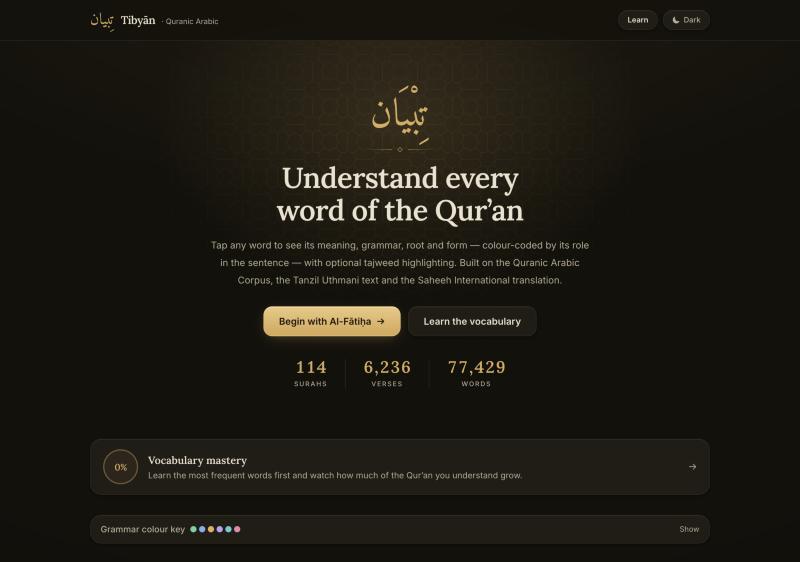 تِبيَان Tibyān · Quranic Arabic
Learn
Dark
تِبْيَان
Understand every
word of the Qur’an
Tap any word to see its meaning, grammar, root and form — colour-coded by its role
in the sentence — with optional tajweed highlighting. Built on the Quranic Arabic
Corpus, the Tanzil Uthmani text and the Saheeh International translation.
Begin with Al-Fātiḥa →
Learn the vocabulary
114 6,236 77,429
SURAHS VERSES WORDS
0%
Vocabulary mastery
Learn the most frequent words first and watch how much of the Qur’an you understand grow.
→
Grammar colour key
Show